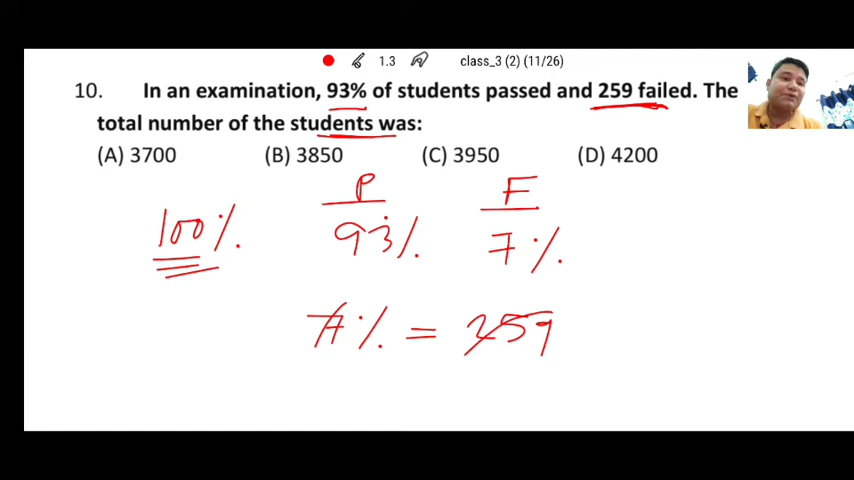 1.3 class_3 (2) (11/26)
10. In an examination, 93% of students passed and 259 failed. The
total number of the students was:
(A) 3700 (B) 3850 (C) 3950 (D) 4200
P F
100% 93% 7%
7% = 259